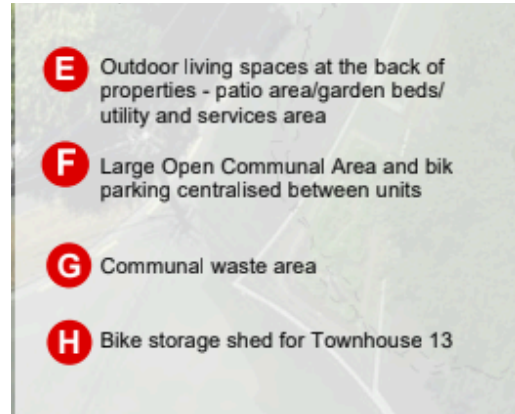 E Outdoor living spaces at the back of
properties - patio area/garden beds/
utility and services area
F Large Open Communal Area and bik
parking centralised between units
G Communal waste area
H Bike storage shed for Townhouse 13